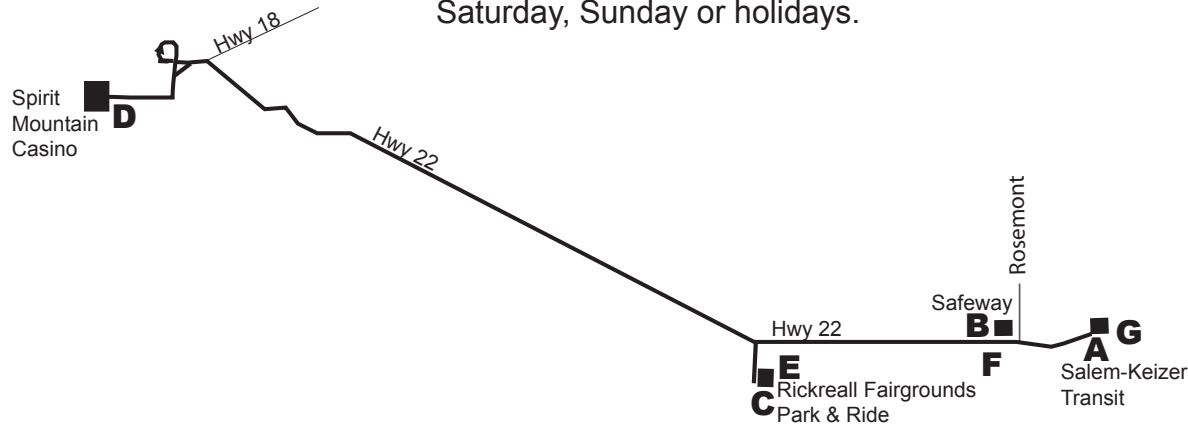 Saturday, Sunday or holidays.
Hwy 18
Spirit
Mountain
Casino
D
Hwy 22
Rosemont
Safeway
B
Hwy 22
F
A
G
Salem-Keizer
Transit
E
C
Rickreall Fairgrounds
Park & Ride